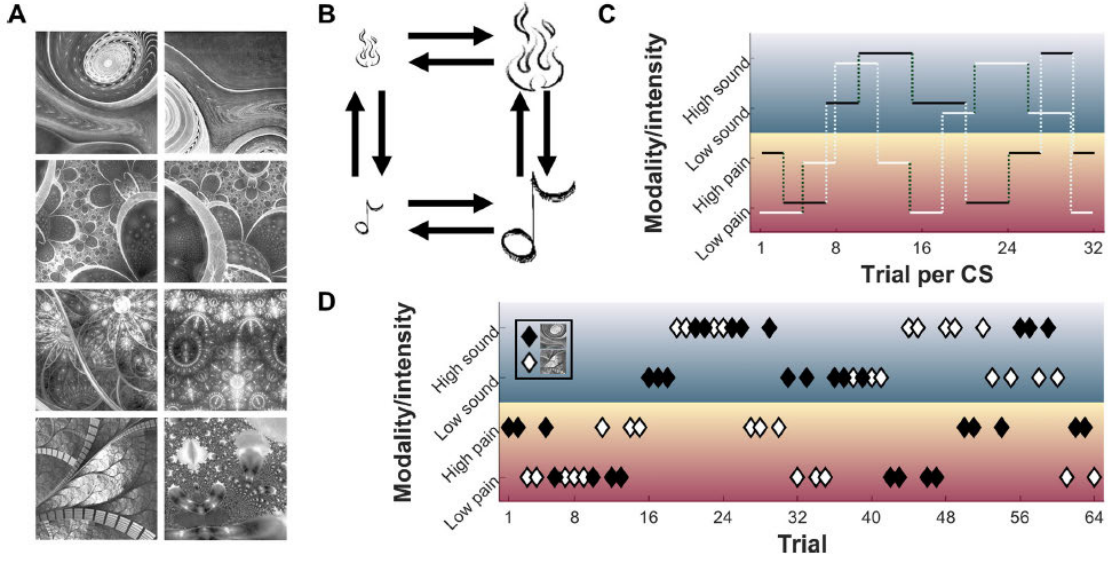 A
B
C
Modality/intensity
High sound
Low sound
High pain
Low pain
1
8
16
24
32
Trial per CS
D
Modality/intensity
High sound
Low sound
High pain
Low pain
1
8
16
24
32
40
48
56
64
Trial